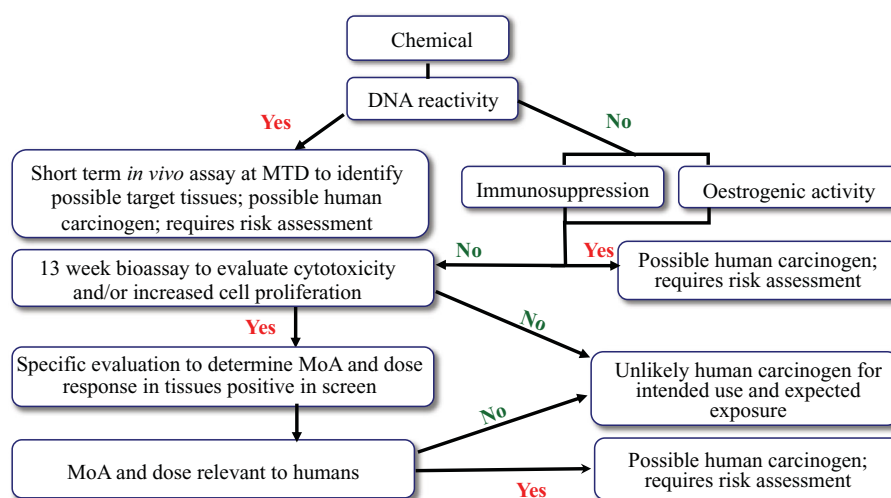 Chemical
DNA reactivity
Yes
No
Short term in vivo assay at MTD to identify
possible target tissues; possible human
carcinogen; requires risk assessment
Immunosuppression
Oestrogenic activity
No
Yes
13 week bioassay to evaluate cytotoxicity
and/or increased cell proliferation
Possible human carcinogen;
requires risk assessment
Yes
No
Specific evaluation to determine MoA and dose
response in tissues positive in screen
Unlikely human carcinogen for
intended use and expected
exposure
No
MoA and dose relevant to humans
Yes
Possible human carcinogen;
requires risk assessment